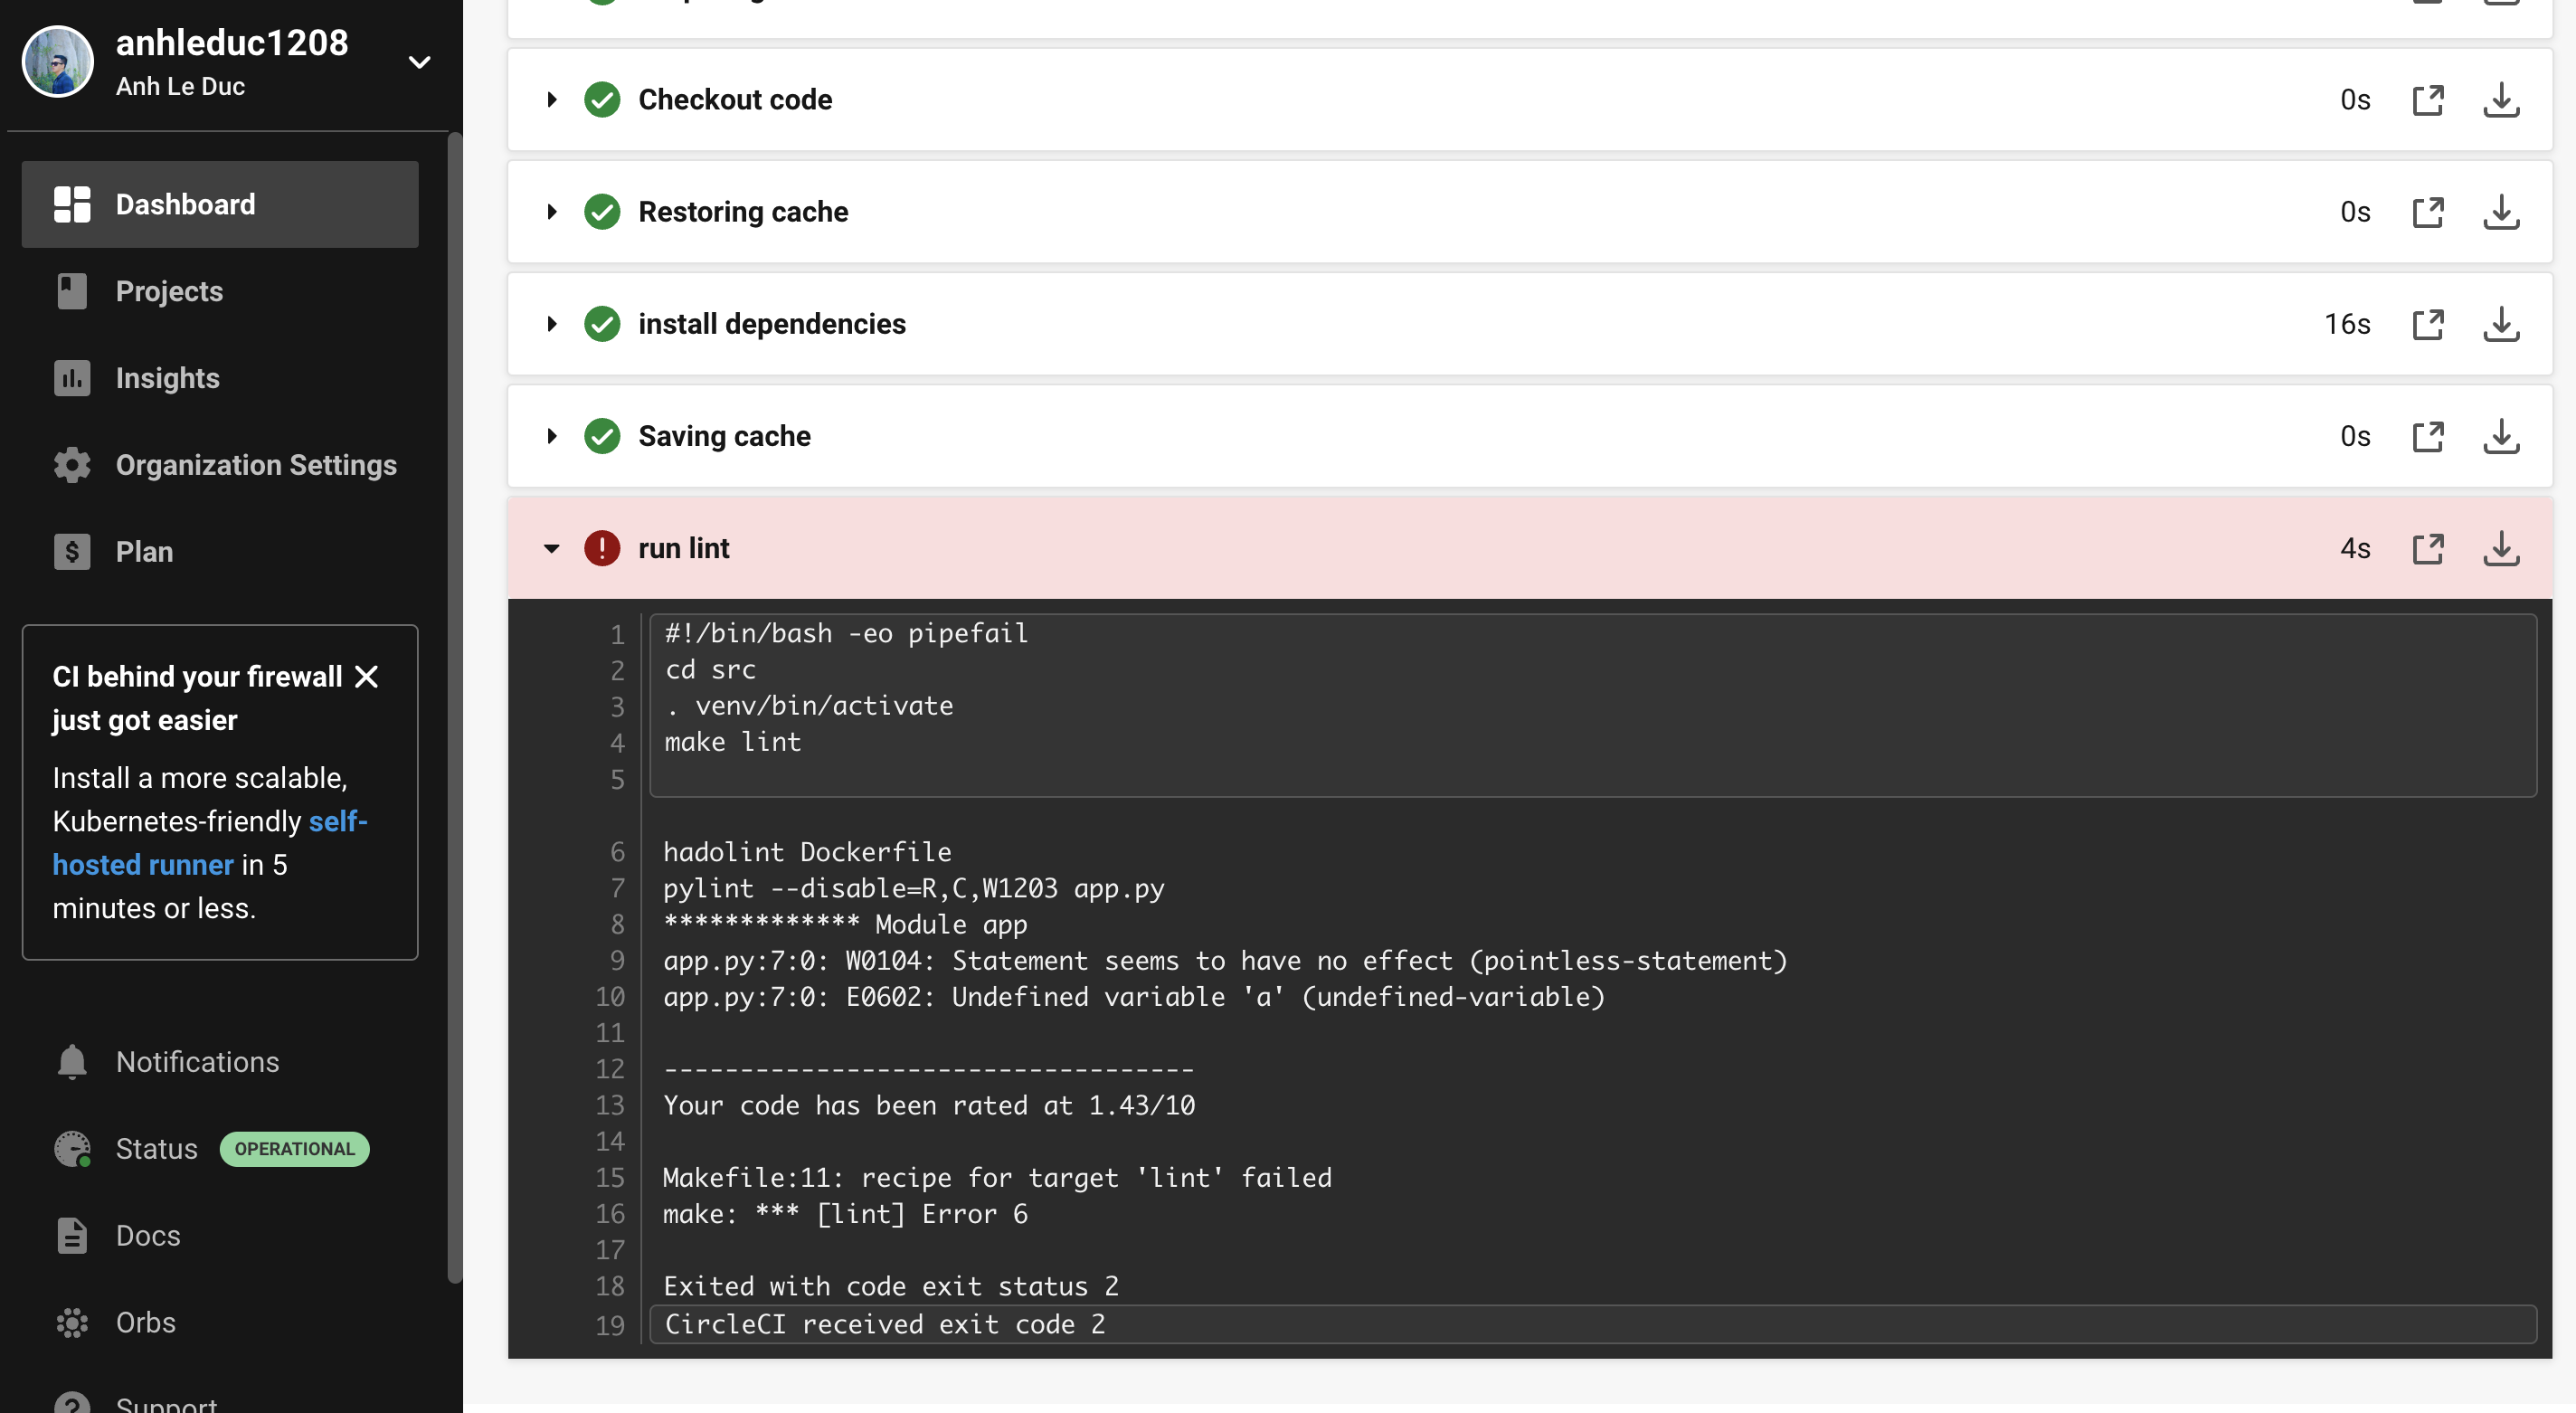 anhleduc1208
Anh Le Duc
Dashboard
Projects
Insights
Organization Settings
$ Plan
CI behind your firewall
just got easier
Install a more scalable,
Kubernetes-friendly self-
hosted runner in 5
minutes or less.
Notifications
Status OPERATIONAL
Docs
Orbs
? Support
Checkout code 0s
Restoring cache 0s
install dependencies 16s
Saving cache 0s
! run lint 4s
1 #!/bin/bash -eo pipefail
2 cd src
3 . venv/bin/activate
4 make lint
5
6 hadolint Dockerfile
7 pylint --disable=R,C,W1203 app.py
8 ************* Module app
9 app.py:7:0: W0104: Statement seems to have no effect (pointless-statement)
10 app.py:7:0: E0602: Undefined variable 'a' (undefined-variable)
11
12 -----------------------------------
13 Your code has been rated at 1.43/10
14
15 Makefile:11: recipe for target 'lint' failed
16 make: *** [lint] Error 6
17
18 Exited with code exit status 2
19 CircleCI received exit code 2